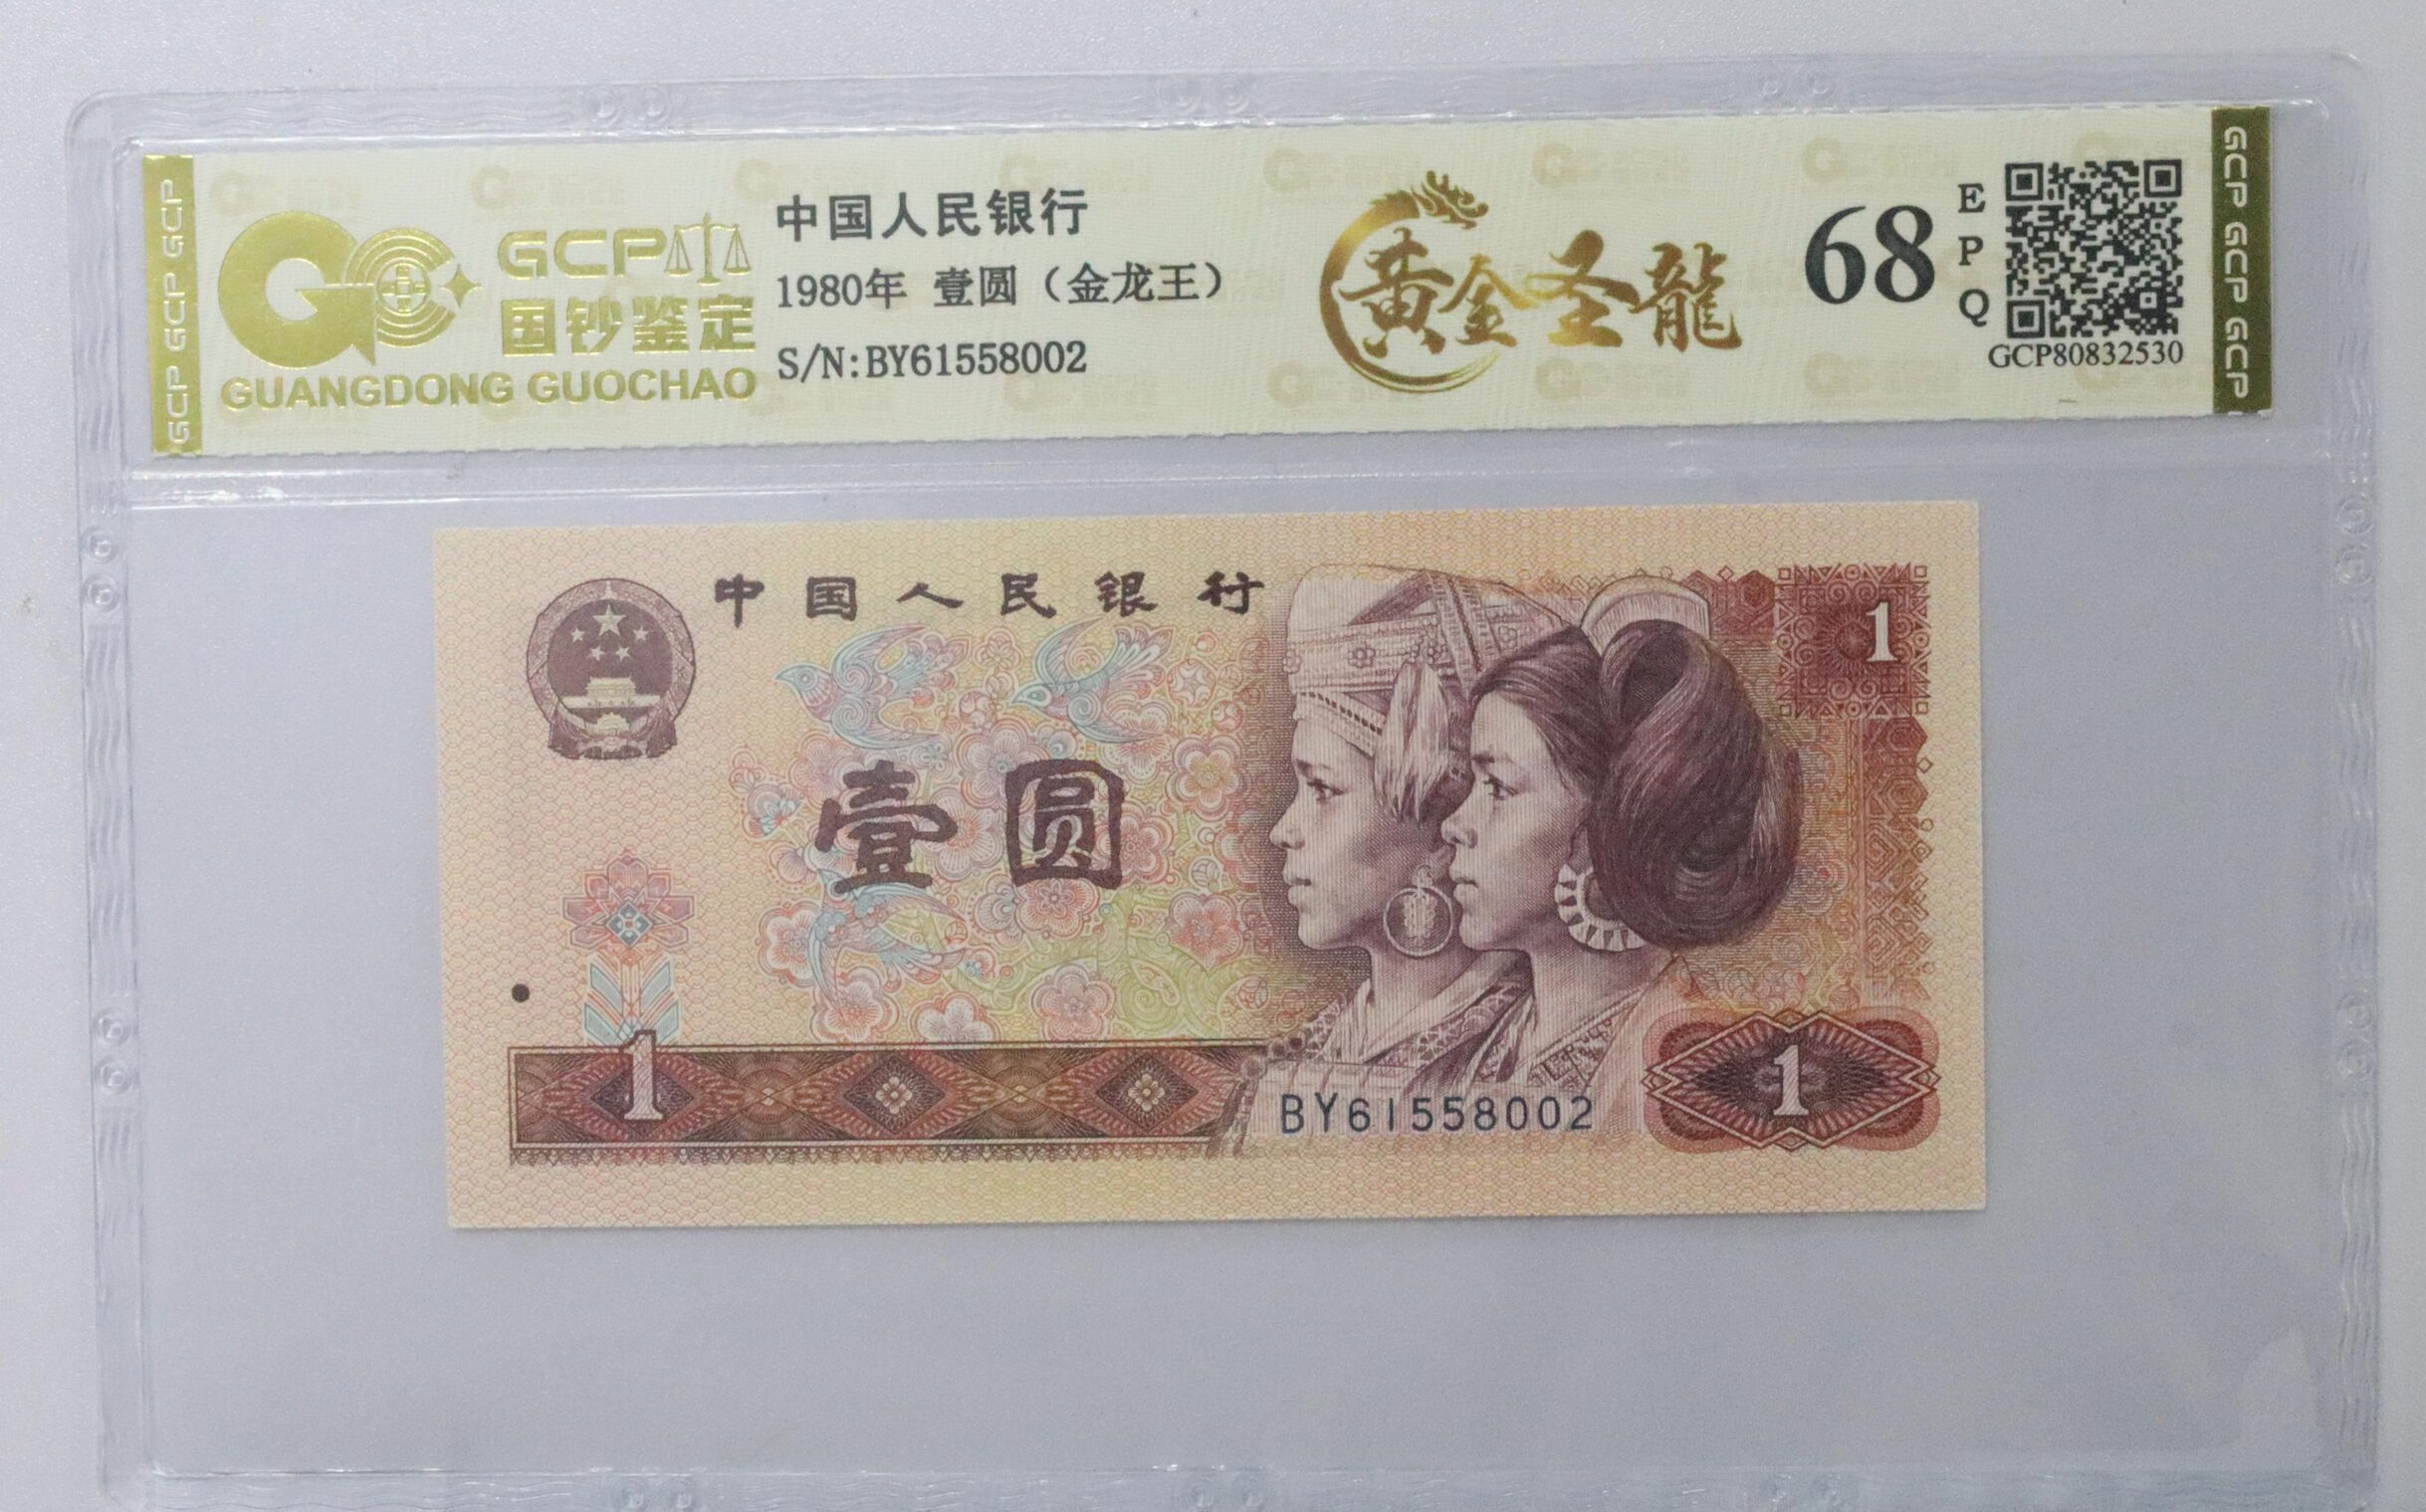 GCP GCP GCP
GCP
国钞鉴定
GUANGDONG GUOCHAO
中国人民银行
1980年 壹圆（金龙王）
S/N:BY61558002
黄金圣龍
68
EPQ
GCP80832530
GCP GCP GCP
中国人民银行
1
壹圆
1
BY61558002
1